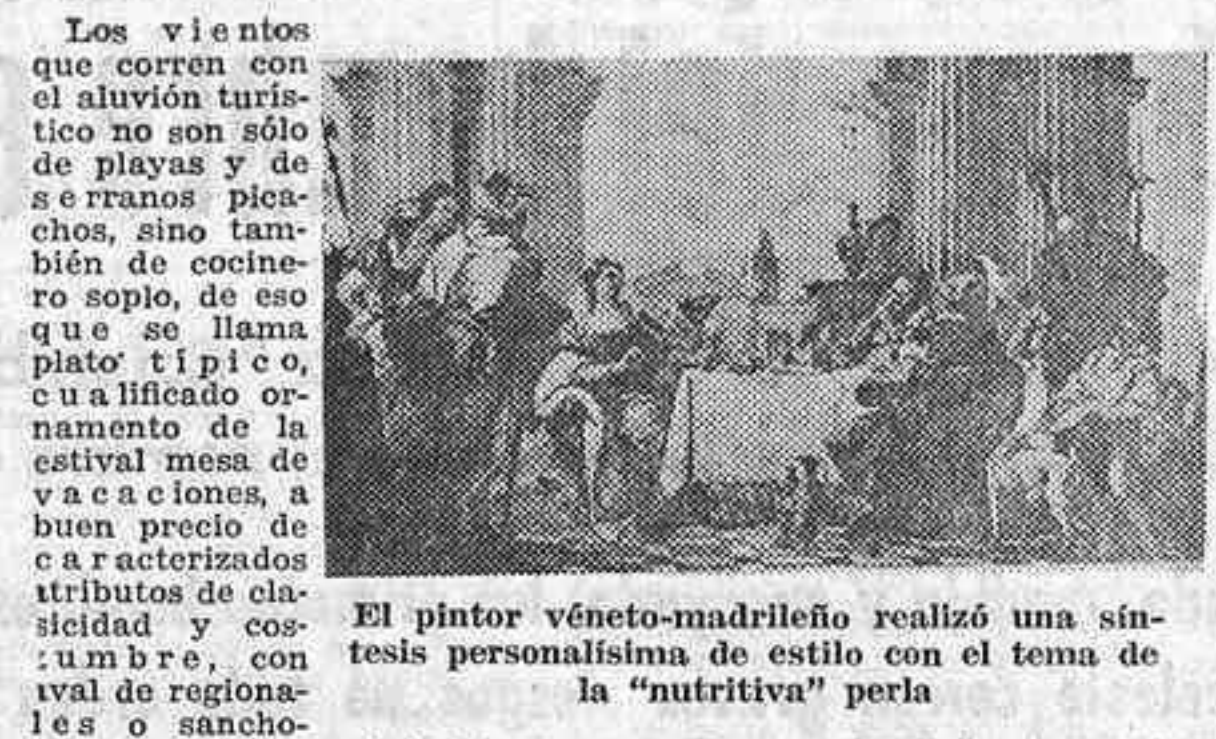 Los vientos
que corren con
el aluvión turís-
tico no son sólo
de playas y de
serranos pica-
chos, sino tam-
bién de cocine-
ro soplo, de eso
que se llama
plato típico,
cualificado or-
namento de la
estival mesa de
vacaciones, a
buen precio de
caracterizados
atributos de cla-
sicidad y cos-
tumbre, con
aval de regiona-
les o sancho-
El pintor véneto-madrileño realizó una sín-
tesis personalísima de estilo con el tema de
la “nutritiva” perla